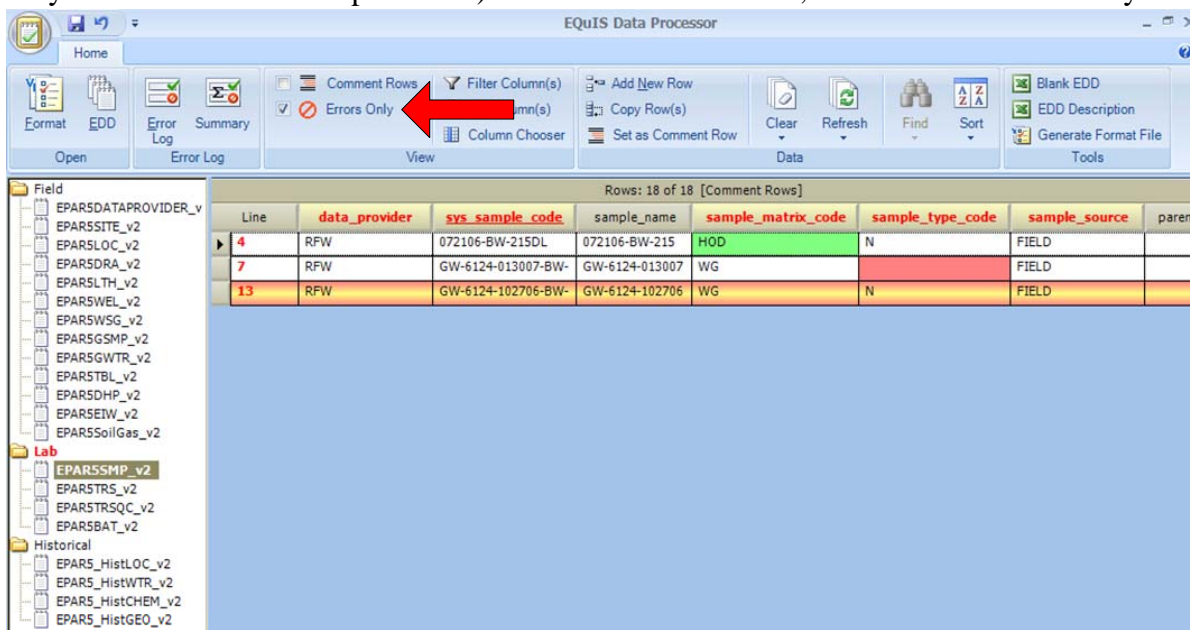 EQuIS Data Processor
Home
Comment Rows
Filter Column(s)
Add New Row
Blank EDD
Errors Only
Copy Row(s)
EDD Description
Format
EDD
Error Log
Summary
Column Chooser
Set as Comment Row
Clear
Refresh
Find
Sort
Generate Format File
Open
Error Log
View
Data
Tools
Rows: 18 of 18 [Comment Rows]
Line data_provider sys_sample_code sample_name sample_matrix_code sample_type_code sample_source paren
4 RFW 072106-BW-215DL 072106-BW-215 HOD N FIELD
7 RFW GW-6124-013007-BW- GW-6124-013007 WG FIELD
13 RFW GW-6124-102706-BW- GW-6124-102706 WG N FIELD
Field
EPAR5DATAPROVIDER_v
EPAR5SITE_v2
EPAR5LOC_v2
EPAR5DRA_v2
EPAR5LTH_v2
EPAR5WEL_v2
EPAR5WSG_v2
EPAR5GSMP_v2
EPAR5GWTR_v2
EPAR5TBL_v2
EPAR5DHP_v2
EPAR5EIW_v2
EPAR5SoilGas_v2
Lab
EPAR5SMP_v2
EPAR5TRS_v2
EPAR5TRSQC_v2
EPAR5BAT_v2
Historical
EPAR5_HistLOC_v2
EPAR5_HistWTR_v2
EPAR5_HistCHEM_v2
EPAR5_HistGEO_v2